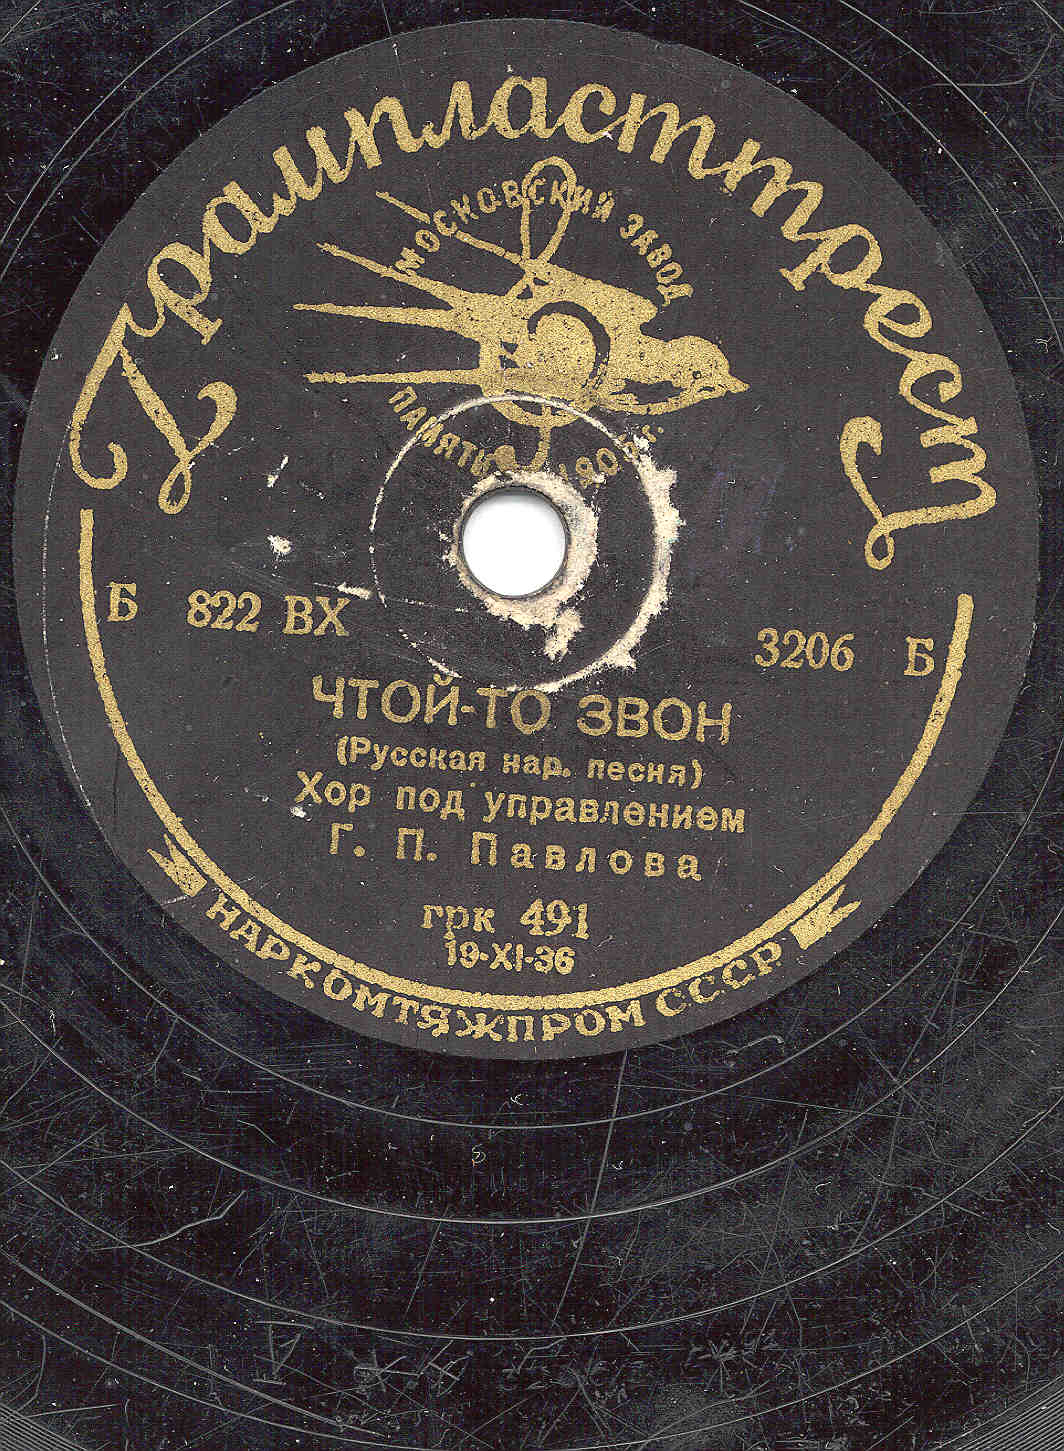 Грампласттрест
МОСКОВСКИЙ ЗАВОД
ПАМЯТИ
Б 822 ВХ 3206 Б
ЧТОЙ-ТО ЗВОН
(Русская нар. песня)
Хор под управлением
Г. П. Павлова
грк 491
19-XI-36
НАРКОМТЯЖПРОМ СССР